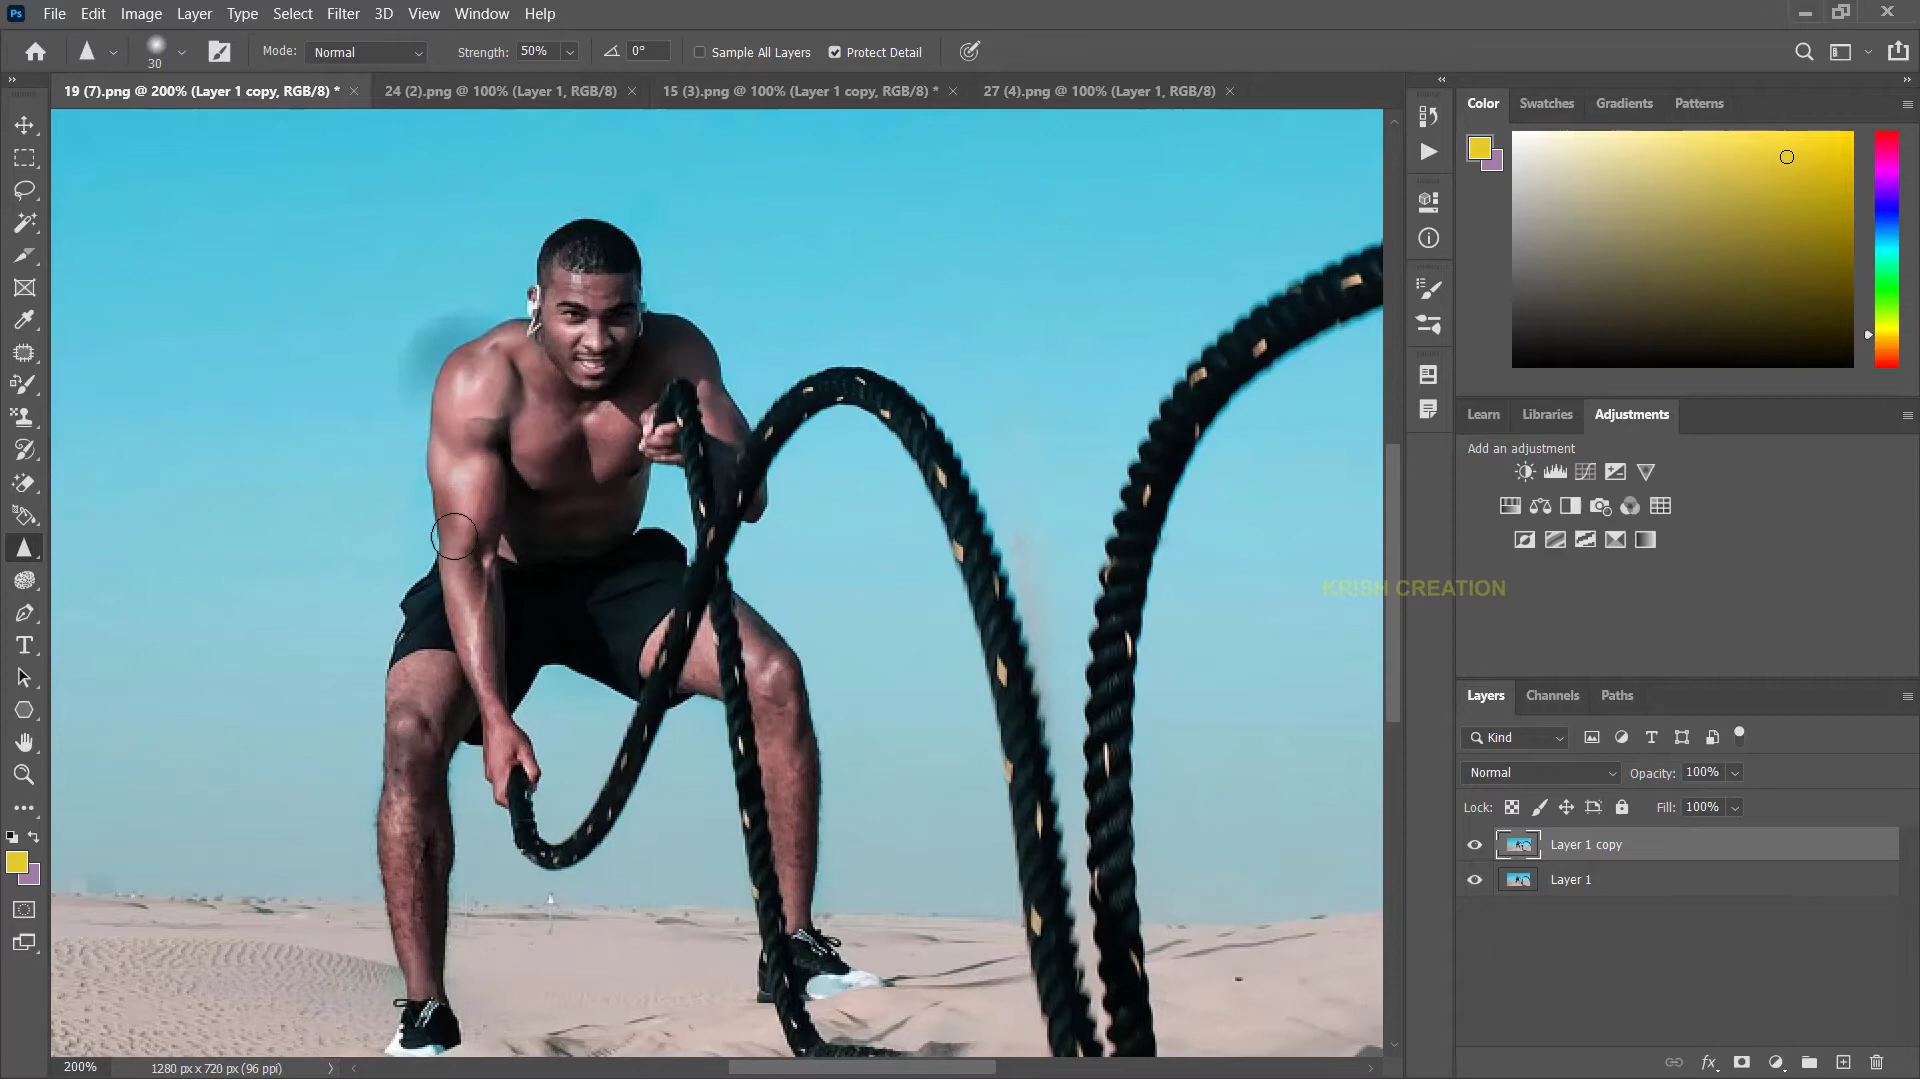 Ps File Edit Image Layer Type Select Filter 3D View Window Help
30 Mode: Normal Strength: 50% 0° Sample All Layers Protect Detail
19 (7).png @ 200% (Layer 1 copy, RGB/8) * 24 (2).png @ 100% (Layer 1, RGB/8) 15 (3).png @ 100% (Layer 1 copy, RGB/8) * 27 (4).png @ 100% (Layer 1, RGB/8)
Color Swatches Gradients Patterns
Learn Libraries Adjustments
Add an adjustment
KRISH CREATION
Layers Channels Paths
Kind
Normal Opacity: 100%
Lock: Fill: 100%
Layer 1 copy
Layer 1
200% 1280 px x 720 px (96 ppi)